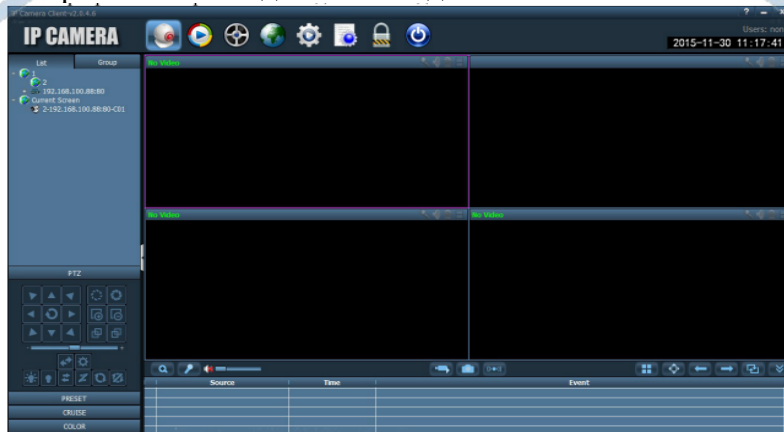 IP Camera Client v2.0.4.6
IP CAMERA
Users: non
2015-11-30 11:17:41
List Group
1
2
192.168.100.88:80
Current Screen
2-192.168.100.88:80-C01
No Video
No Video
No Video
PTZ
PRESET
CRUISE
COLOR
Source Time Event